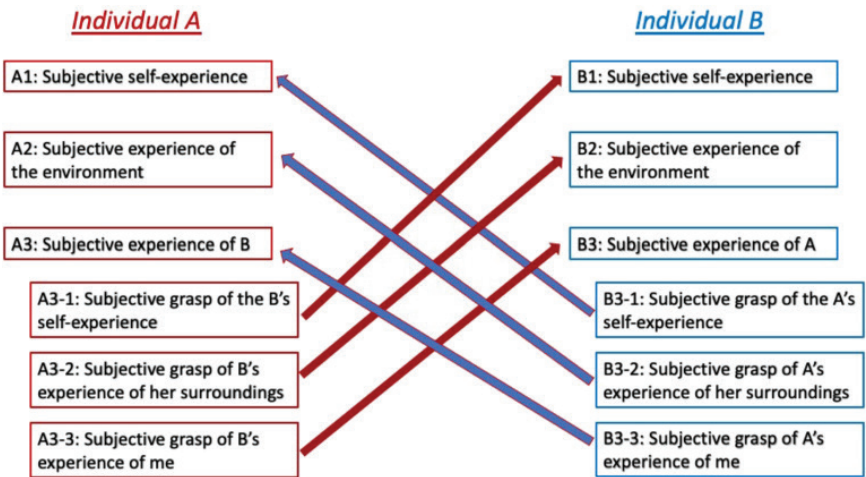 Individual A
Individual B
A1: Subjective self-experience
B1: Subjective self-experience
A2: Subjective experience of
the environment
B2: Subjective experience of
the environment
A3: Subjective experience of B
B3: Subjective experience of A
A3-1: Subjective grasp of the B's
self-experience
B3-1: Subjective grasp of the A's
self-experience
A3-2: Subjective grasp of B's
experience of her surroundings
B3-2: Subjective grasp of A's
experience of her surroundings
A3-3: Subjective grasp of B's
experience of me
B3-3: Subjective grasp of A's
experience of me